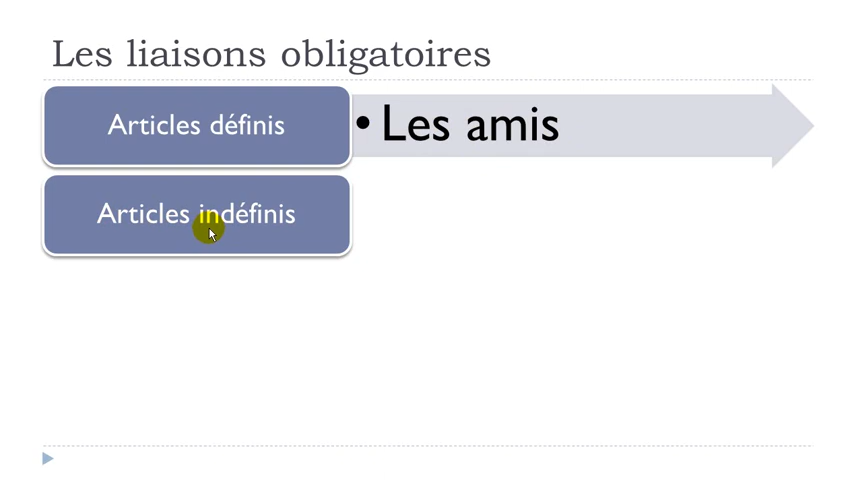 Les liaisons obligatoires
Articles définis
• Les amis
Articles indéfinis